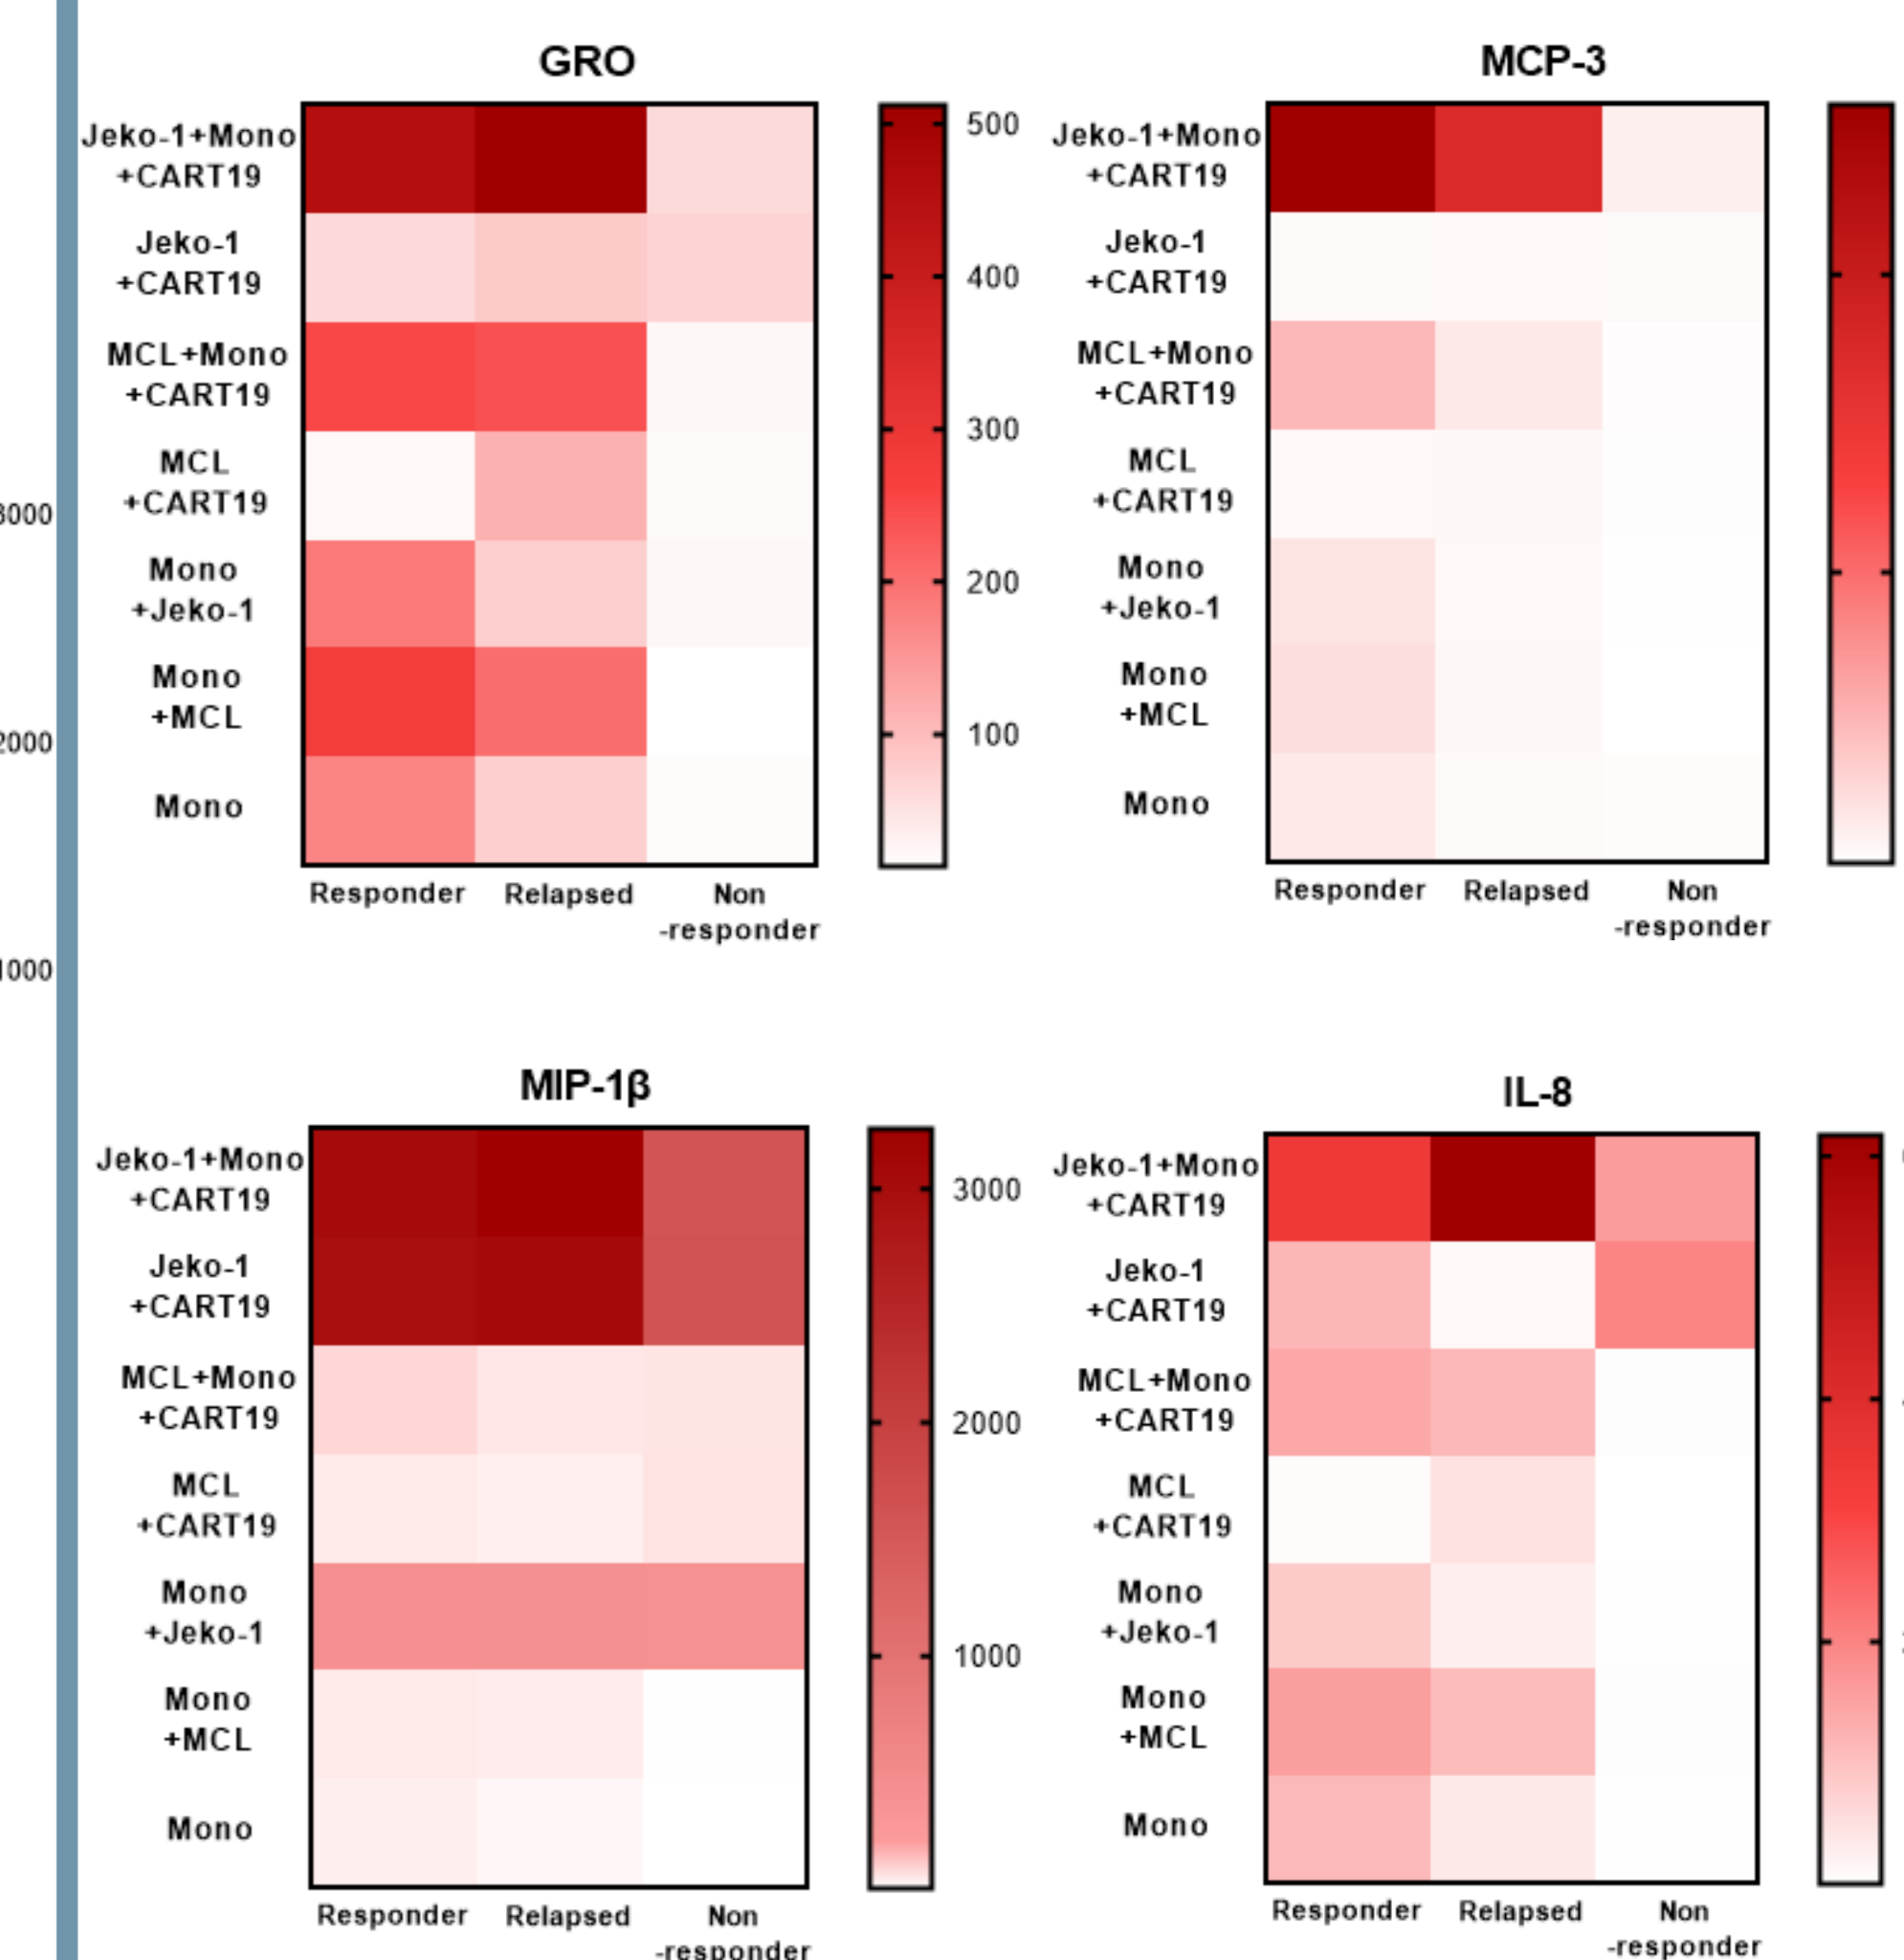 GRO
Jeko-1+Mono
+CART19
Jeko-1
+CART19
MCL+Mono
+CART19
MCL
+CART19
Mono
+Jeko-1
Mono
+MCL
Mono
Responder Relapsed Non
-responder
500
400
300
200
100
MCP-3
Jeko-1+Mono
+CART19
Jeko-1
+CART19
MCL+Mono
+CART19
MCL
+CART19
Mono
+Jeko-1
Mono
+MCL
Mono
Responder Relapsed Non
-responder
MIP-1β
Jeko-1+Mono
+CART19
Jeko-1
+CART19
MCL+Mono
+CART19
MCL
+CART19
Mono
+Jeko-1
Mono
+MCL
Mono
Responder Relapsed Non
-responder
3000
2000
1000
IL-8
Jeko-1+Mono
+CART19
Jeko-1
+CART19
MCL+Mono
+CART19
MCL
+CART19
Mono
+Jeko-1
Mono
+MCL
Mono
Responder Relapsed Non
-responder